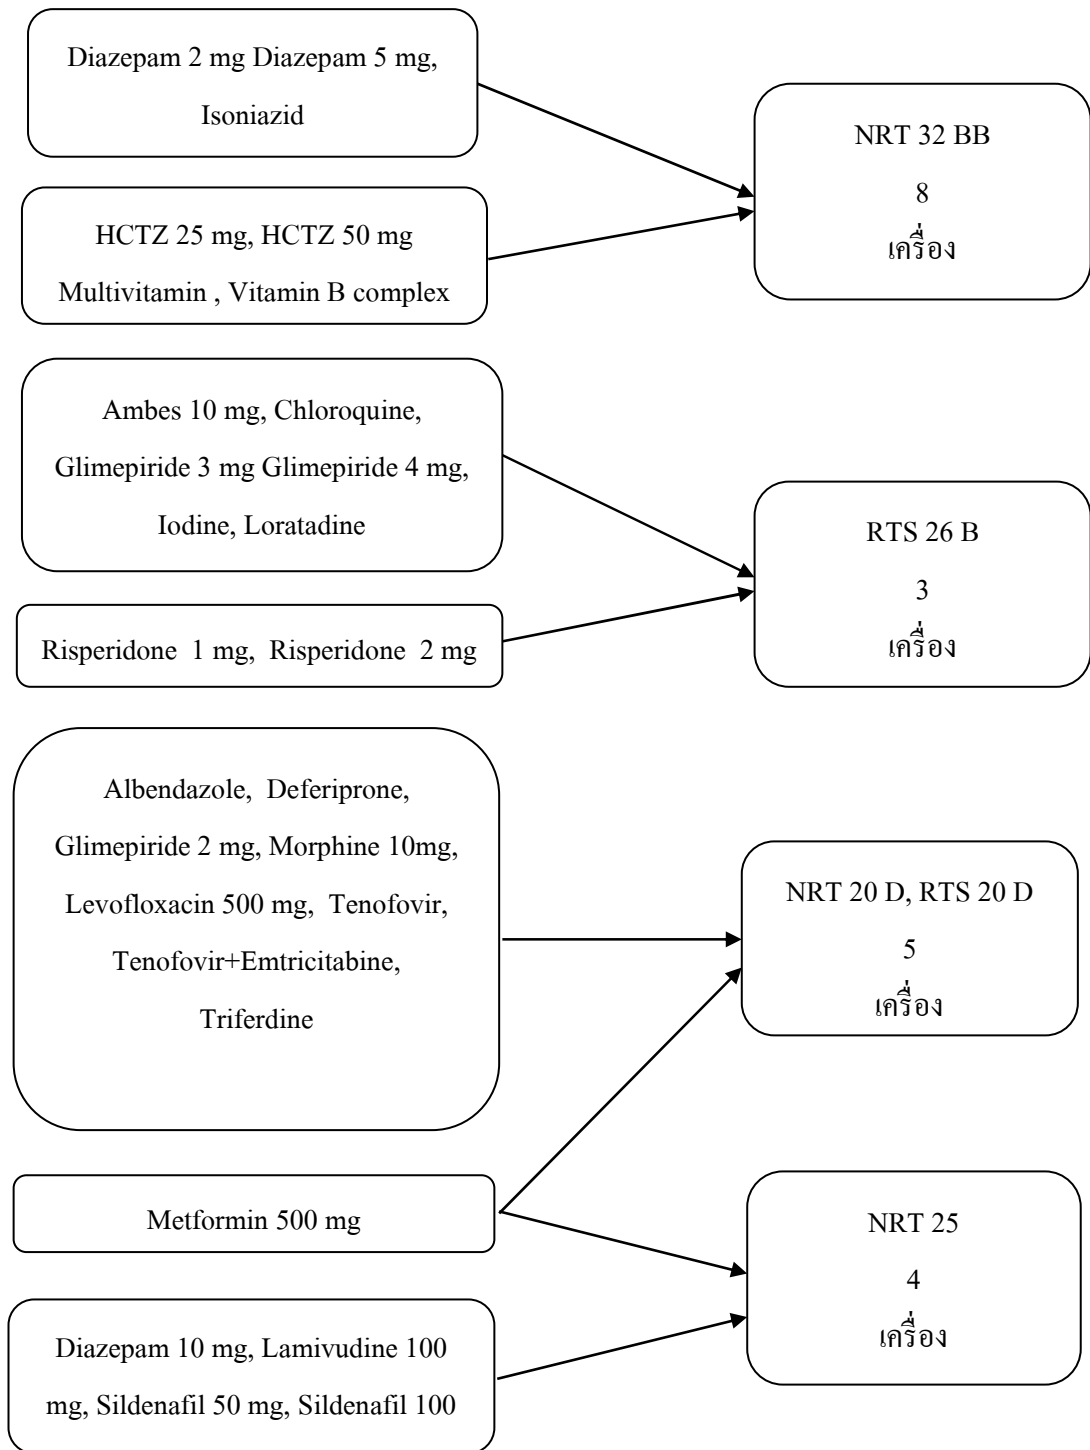 Diazepam 2 mg Diazepam 5 mg,
Isoniazid
NRT 32 BB
8
เครื่อง
HCTZ 25 mg, HCTZ 50 mg
Multivitamin , Vitamin B complex
Ambes 10 mg, Chloroquine,
Glimepiride 3 mg Glimepiride 4 mg,
Iodine, Loratadine
RTS 26 B
3
เครื่อง
Risperidone 1 mg, Risperidone 2 mg
Albendazole, Deferiprone,
Glimepiride 2 mg, Morphine 10mg,
Levofloxacin 500 mg, Tenofovir,
Tenofovir+Emtricitabine,
Triferdine
NRT 20 D, RTS 20 D
5
เครื่อง
Metformin 500 mg
NRT 25
4
เครื่อง
Diazepam 10 mg, Lamivudine 100
mg, Sildenafil 50 mg, Sildenafil 100